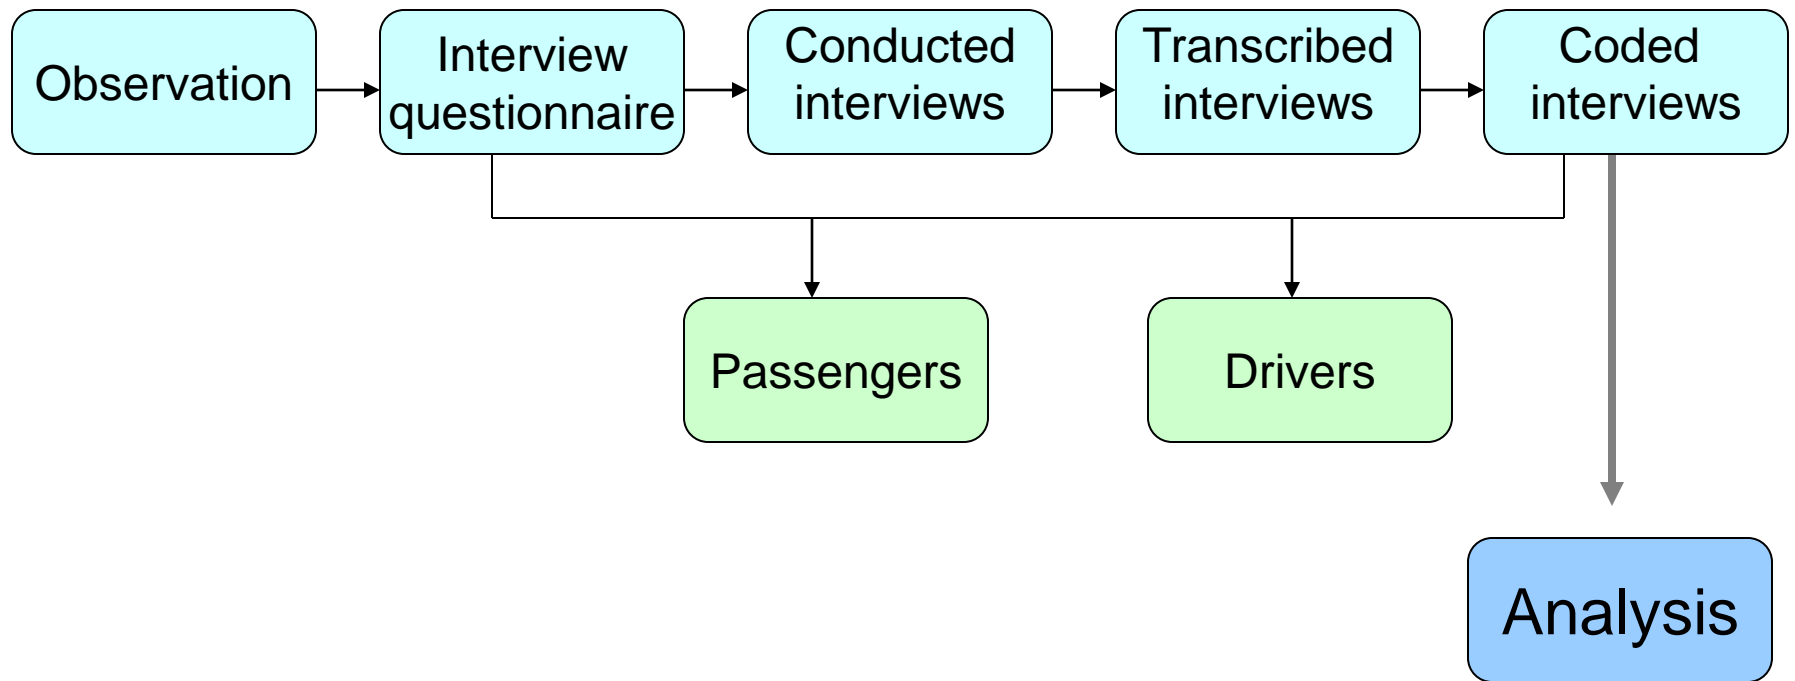 Observation
Interview
questionnaire
Conducted
interviews
Transcribed
interviews
Coded
interviews
Passengers
Drivers
Analysis